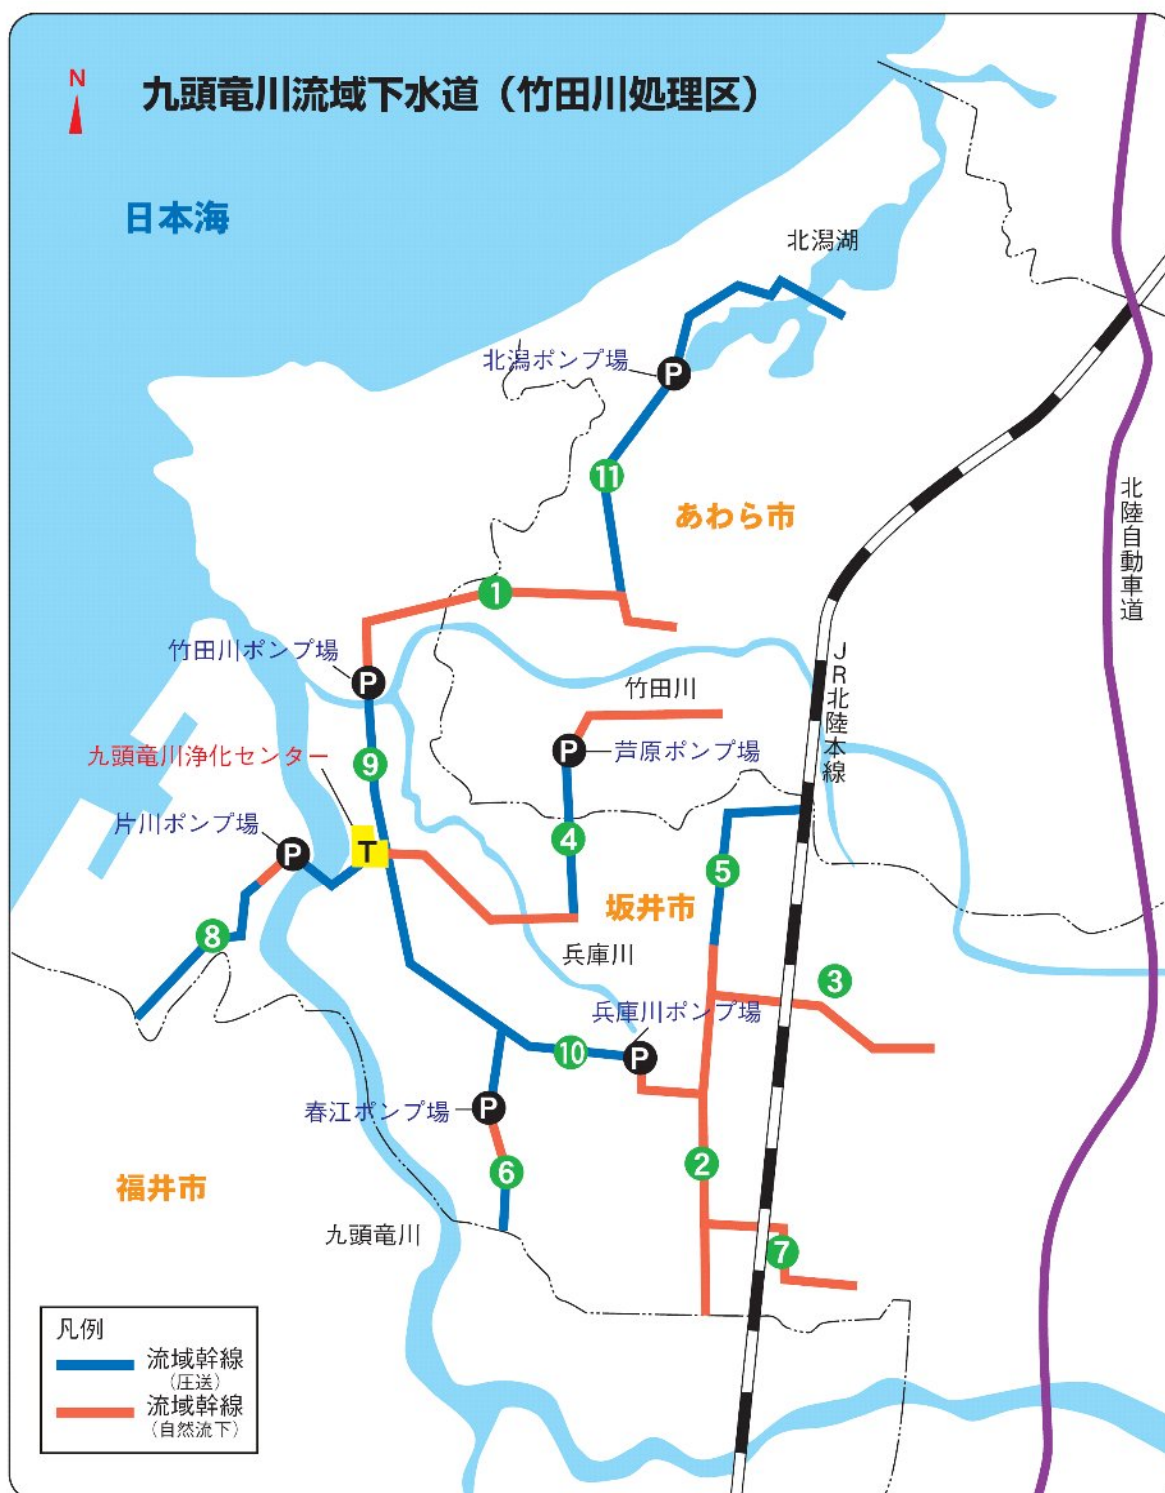 N
九頭竜川流域下水道（竹田川処理区）
日本海
北潟湖
北潟ポンプ場
P
11
あわら市
北陸自動車道
1
竹田川ポンプ場
P
JR北陸本線
竹田川
P
芦原ポンプ場
九頭竜川浄化センター
9
片川ポンプ場
P
T
4
5
坂井市
8
兵庫川
3
兵庫川ポンプ場
10
P
春江ポンプ場
P
2
6
福井市
九頭竜川
7
凡例
流域幹線
（圧送）
流域幹線
（自然流下）